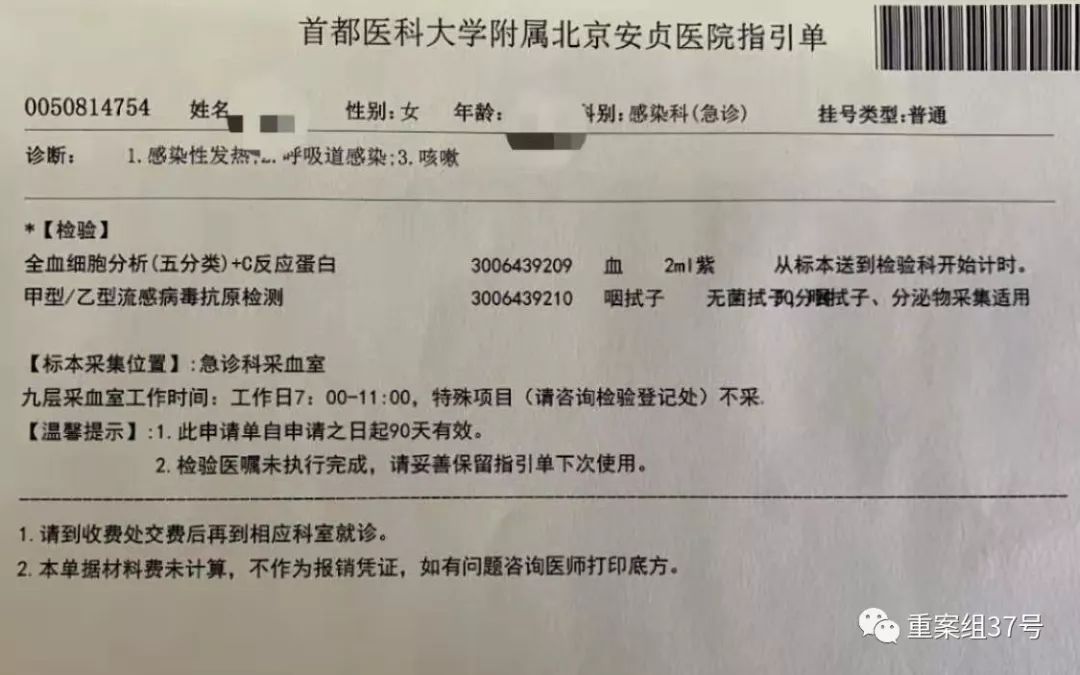 首都医科大学附属北京安贞医院指引单
0050814754 姓名 性别:女 年龄: 科别:感染科(急诊) 挂号类型:普通
诊断: 1.感染性发热 呼吸道感染;3.咳嗽
*【检验】
全血细胞分析(五分类)+C反应蛋白 3006439209 血 2ml紫 从标本送到检验科开始计时。
甲型/乙型流感病毒抗原检测 3006439210 咽拭子 无菌拭子 拭子、分泌物采集适用
【标本采集位置】:急诊科采血室
九层采血室工作时间: 工作日7: 00-11:00, 特殊项目(请咨询检验登记处)不采.
【温馨提示】:1.此申请单自申请之日起90天有效。
2.检验医嘱未执行完成, 请妥善保留指引单下次使用。
1.请到收费处交费后再到相应科室就诊。
2.本单据材料费未计算, 不作为报销凭证, 如有问题咨询医师打印底方。
重案组37号